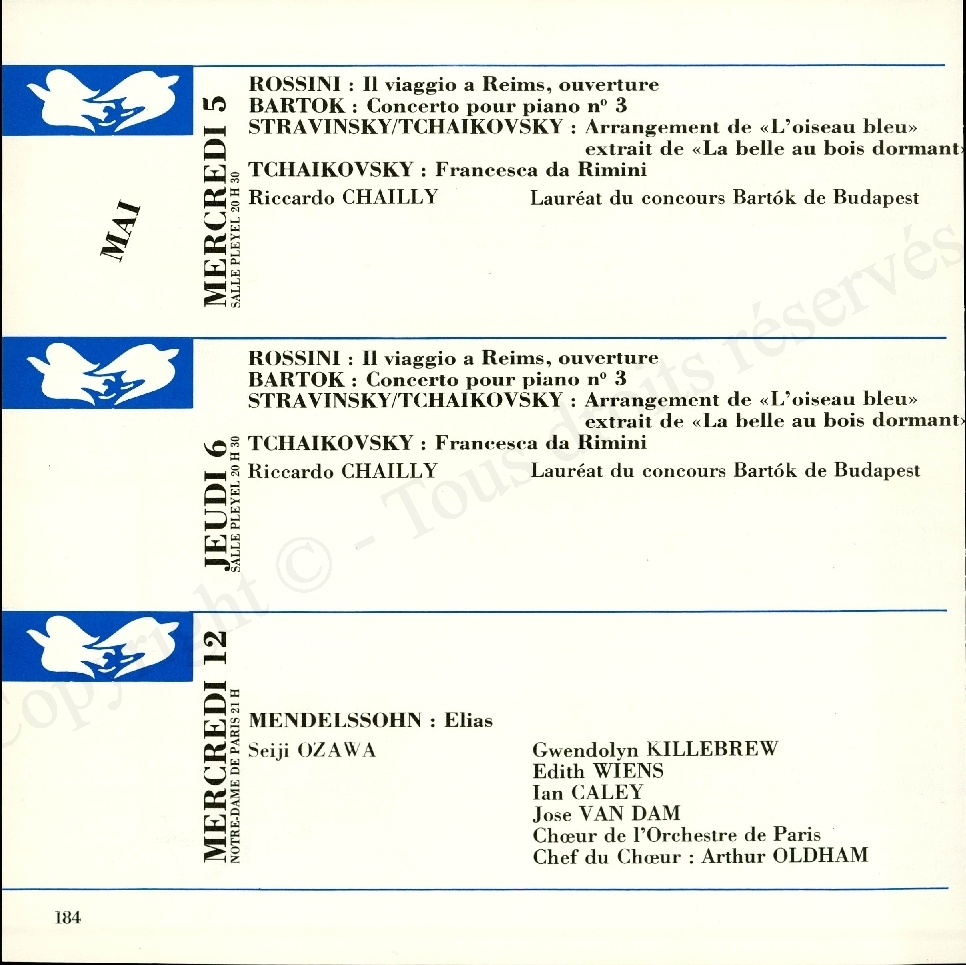 MAI
MERCREDI 5
SALLE PLEYEL 20 H 30
ROSSINI : Il viaggio a Reims, ouverture
BARTOK : Concerto pour piano nº 3
STRAVINSKY/TCHAIKOVSKY : Arrangement de «L'oiseau bleu»
extrait de «La belle au bois dormant»
TCHAIKOVSKY : Francesca da Rimini
Riccardo CHAILLY Lauréat du concours Bartók de Budapest
JEUDI 6
SALLE PLEYEL 20 H 30
ROSSINI : Il viaggio a Reims, ouverture
BARTOK : Concerto pour piano nº 3
STRAVINSKY/TCHAIKOVSKY : Arrangement de «L'oiseau bleu»
extrait de «La belle au bois dormant»
TCHAIKOVSKY : Francesca da Rimini
Riccardo CHAILLY Lauréat du concours Bartók de Budapest
MERCREDI 12
NOTRE-DAME DE PARIS 21 H
MENDELSSOHN : Elias
Seiji OZAWA Gwendolyn KILLEBREW
Edith WIENS
Ian CALEY
Jose VAN DAM
Chœur de l'Orchestre de Paris
Chef du Chœur : Arthur OLDHAM
184
Copyright © - Tous droits réservés